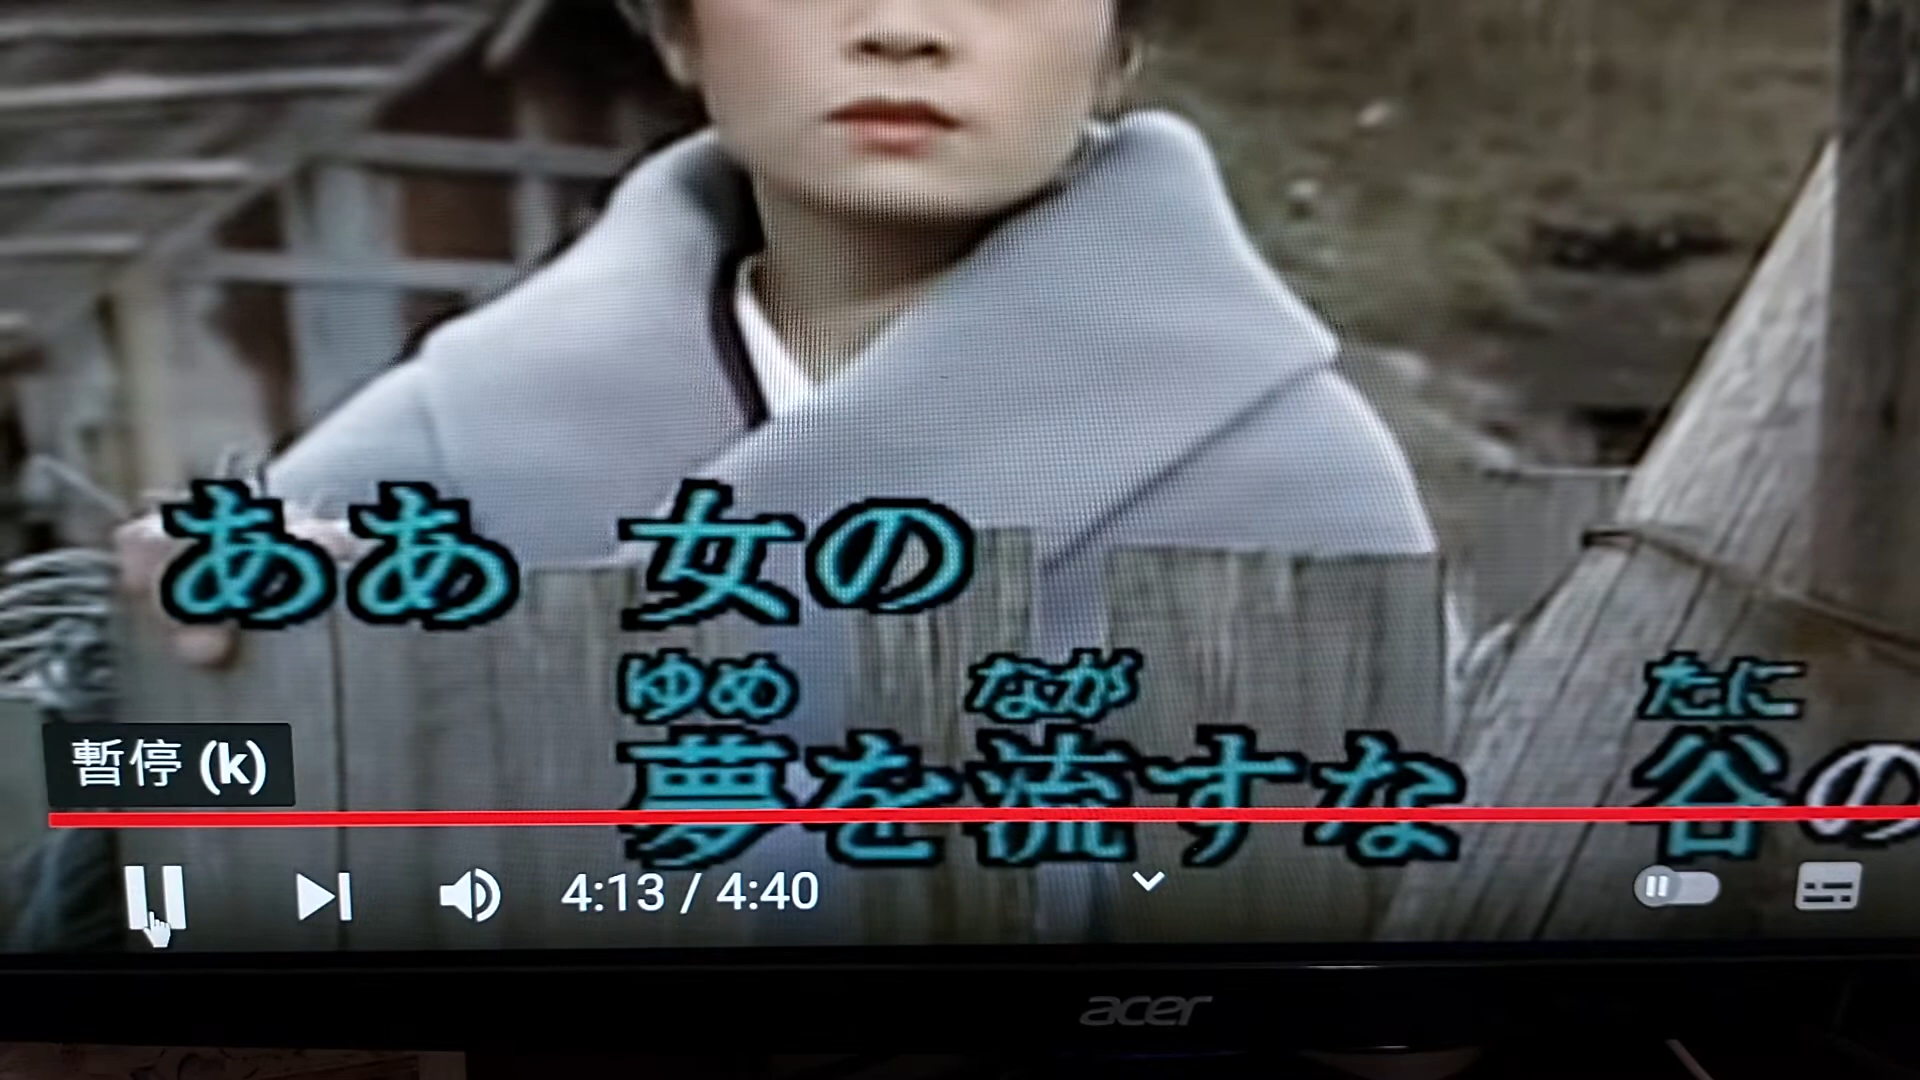 ああ 女の
ゆめ なが たに
夢を流すな 谷の
暫停 (k)
4:13 / 4:40
acer